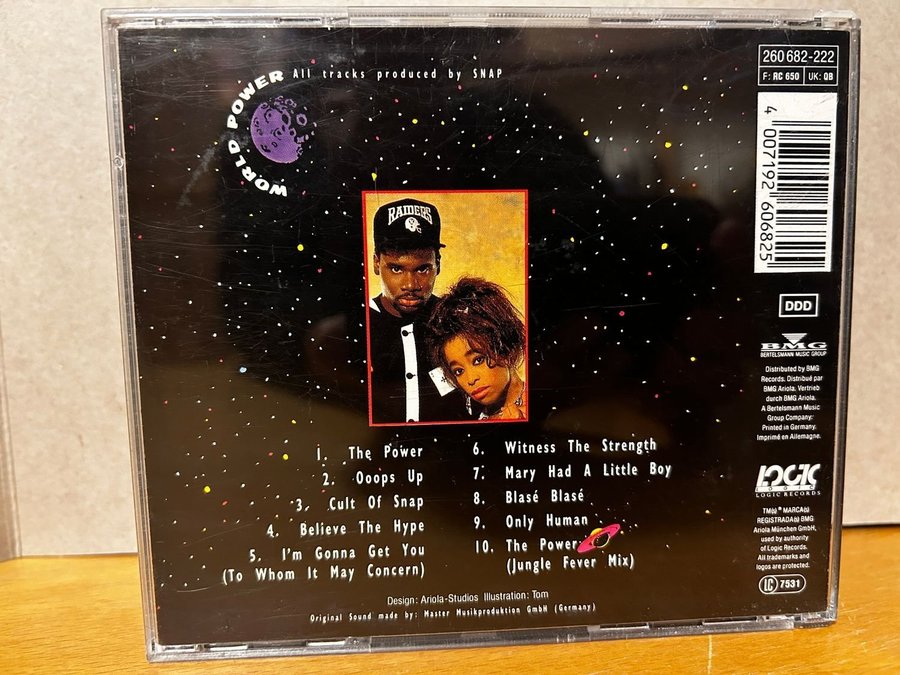 All tracks produced by SNAP
WORLD POWER
260 682-222
F: RC 650 UK: QB
4 007192 606825
RAIDERS
DDD
BMG
BERTELSMANN MUSIC GROUP
Distributed by BMG
Records. Distribué par
BMG Ariola. Vertrieb
durch BMG Ariola.
A Bertelsmann Music
Group Company:
Printed in Germany.
Imprimé en Allemagne.
LOGIC
LOGIC RECORDS
TM(s) ® MARCA(s)
REGISTRADA(s) BMG
Ariola München GmbH,
used by authority
of Logic Records.
All trademarks and
logos are protected.
LC 7531
1. The Power
2. Ooops Up
3. Cult Of Snap
4. Believe The Hype
5. I'm Gonna Get You
(To Whom It May Concern)
6. Witness The Strength
7. Mary Had A Little Boy
8. Blasé Blasé
9. Only Human
10. The Power
(Jungle Fever Mix)
Design: Ariola-Studios Illustration: Tom
Original Sound made by: Master Musikproduktion GmbH (Germany)